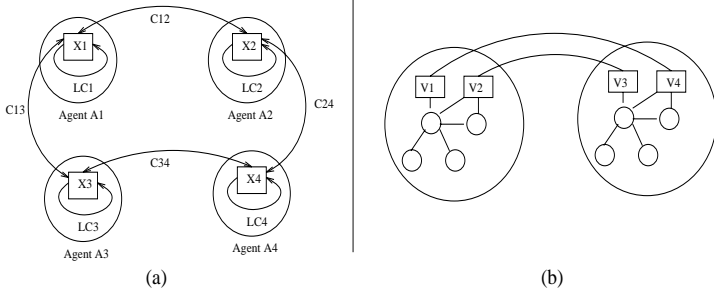 C12
X1
X2
LC1
LC2
Agent A1
Agent A2
C13
C24
C34
X3
X4
LC3
LC4
Agent A3
Agent A4
(a)
V1
V2
V3
V4
(b)